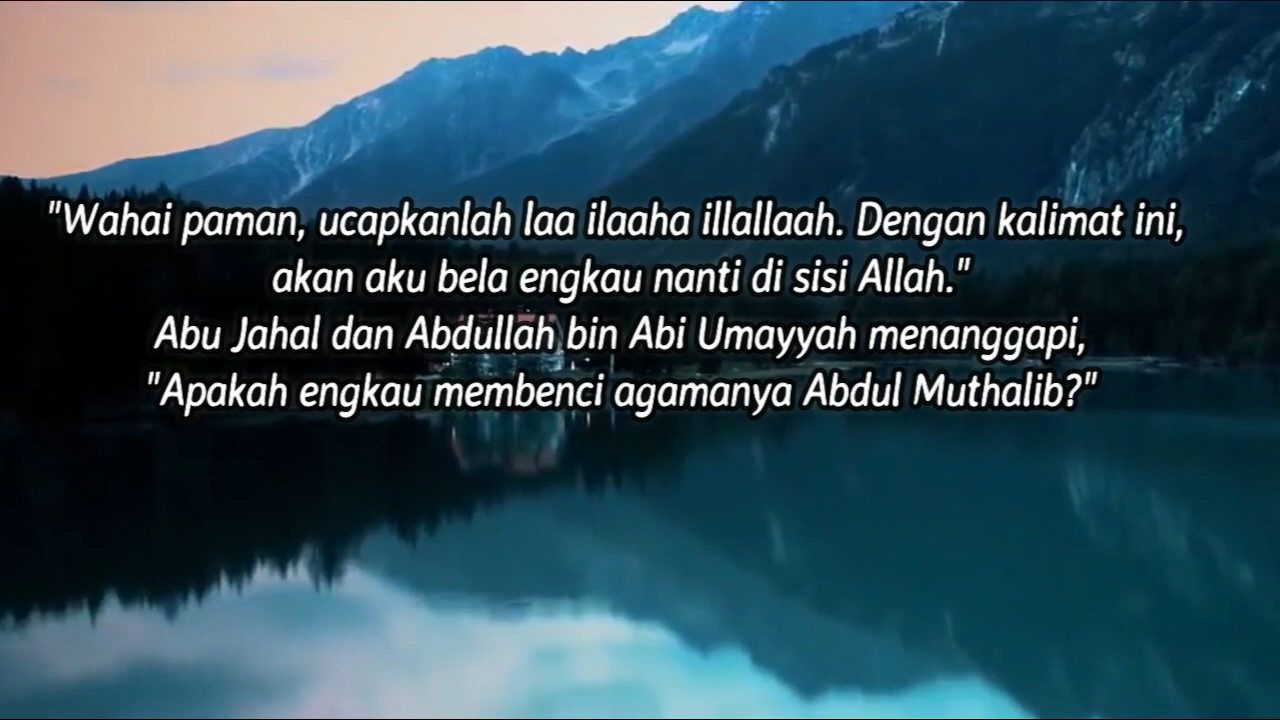 "Wahai paman, ucapkanlah laa ilaaha illallaah. Dengan kalimat ini,
akan aku bela engkau nanti di sisi Allah."
Abu Jahal dan Abdullah bin Abi Umayyah menanggapi,
"Apakah engkau membenci agamanya Abdul Muthalib?"